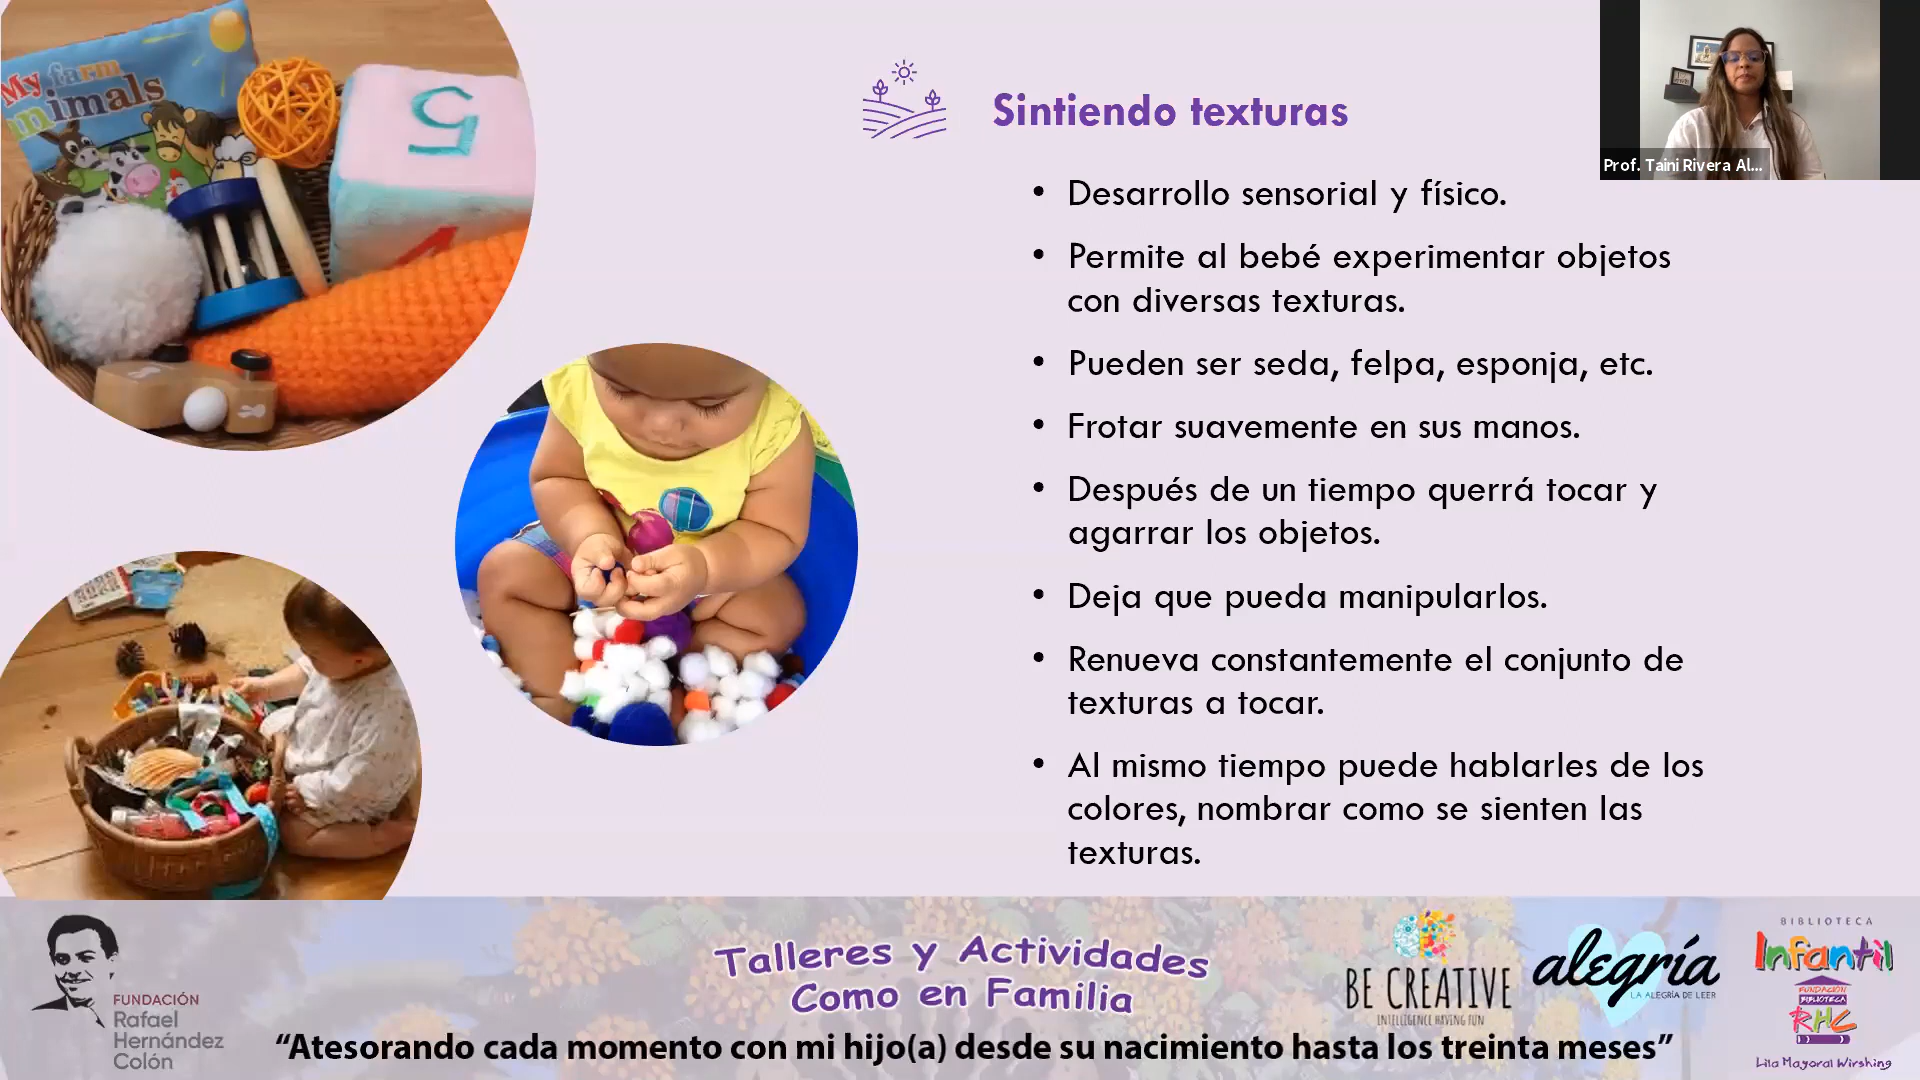 My farm
animals
5
Sintiendo texturas
Prof. Taini Rivera Al...
• Desarrollo sensorial y físico.
• Permite al bebé experimentar objetos
con diversas texturas.
• Pueden ser seda, felpa, esponja, etc.
• Frotar suavemente en sus manos.
• Después de un tiempo querrá tocar y
agarrar los objetos.
• Deja que pueda manipularlos.
• Renueva constantemente el conjunto de
texturas a tocar.
• Al mismo tiempo puede hablarles de los
colores, nombrar como se sienten las
texturas.
FUNDACIÓN
Rafael
Hernández
Colón
Talleres y Actividades
Como en Familia
“Atesorando cada momento con mi hijo(a) desde su nacimiento hasta los treinta meses”
BE CREATIVE
INTELLIGENCE HAVING FUN
alegría
LA ALEGRÍA DE LEER
BIBLIOTECA
Infantil
FUNDACIÓN
BIBLIOTECA
RHC
Lila Mayoral Wirshing